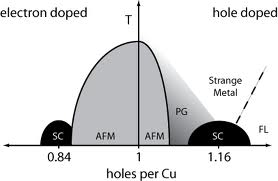 electron doped
T
hole doped
Strange
Metal
PG
SC
AFM
AFM
SC
FL
0.84
1
1.16
holes per Cu